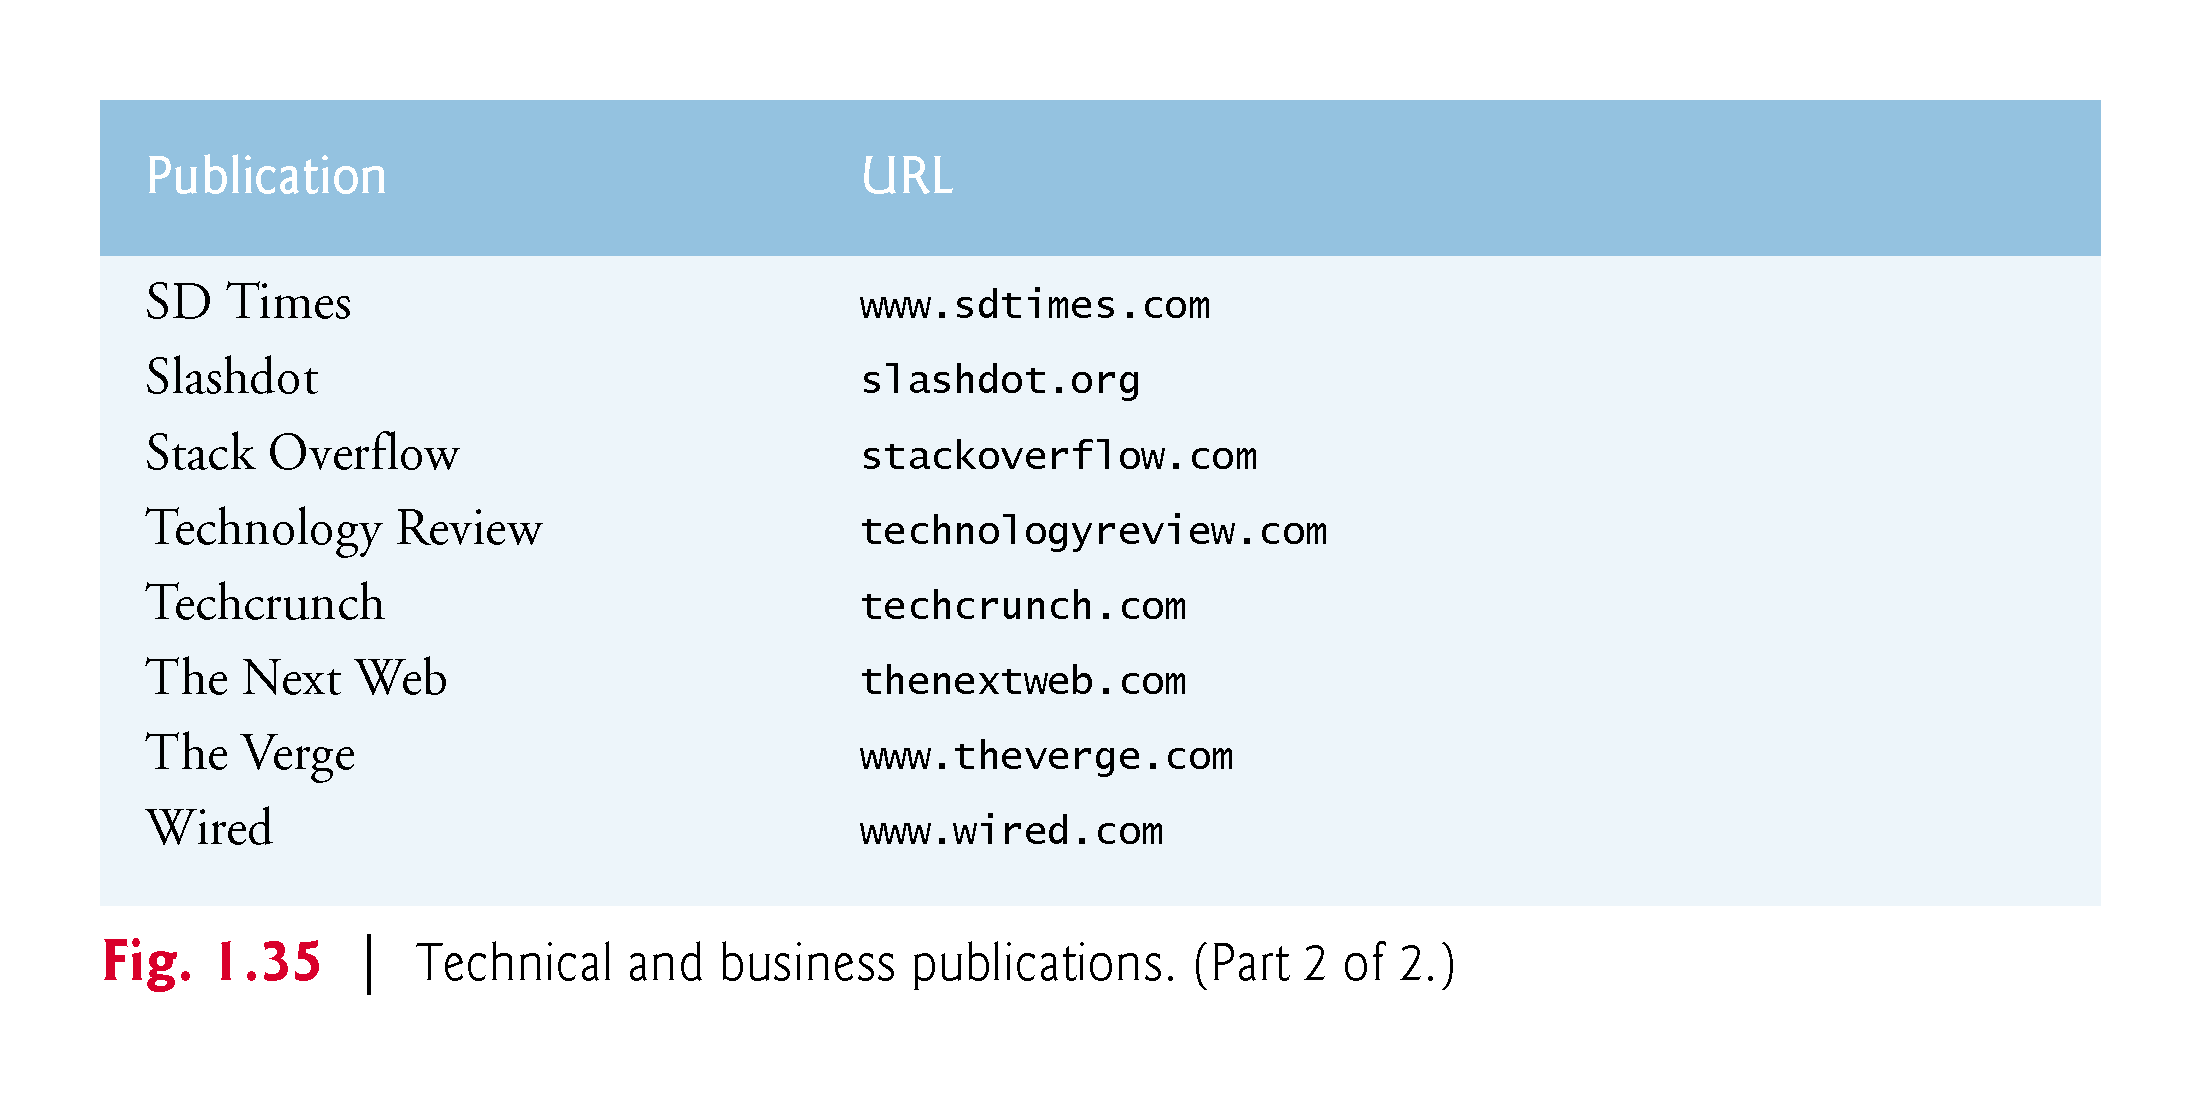 Publication URL
SD Times www.sdtimes.com
Slashdot slashdot.org
Stack Overflow stackoverflow.com
Technology Review technologyreview.com
Techcrunch techcrunch.com
The Next Web thenextweb.com
The Verge www.theverge.com
Wired www.wired.com
Fig. 1.35 | Technical and business publications. (Part 2 of 2.)